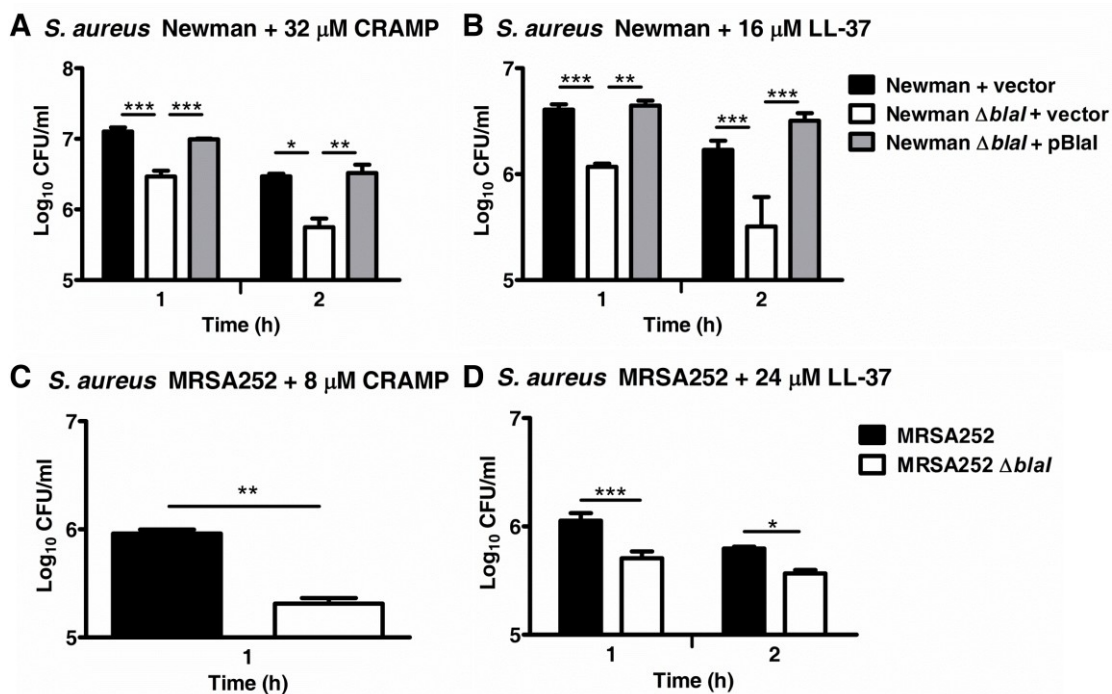 A S. aureus Newman + 32 μM CRAMP
8
7
6
5
Log10 CFU/ml
*** ***
* **
1 2
Time (h)
B S. aureus Newman + 16 μM LL-37
7
6
5
Log10 CFU/ml
*** **
*** ***
1 2
Time (h)
Newman + vector
Newman ΔblaI + vector
Newman ΔblaI + pBlaI
C S. aureus MRSA252 + 8 μM CRAMP
7
6
5
Log10 CFU/ml
**
1
Time (h)
D S. aureus MRSA252 + 24 μM LL-37
7
6
5
Log10 CFU/ml
***
*
1 2
Time (h)
MRSA252
MRSA252 ΔblaI